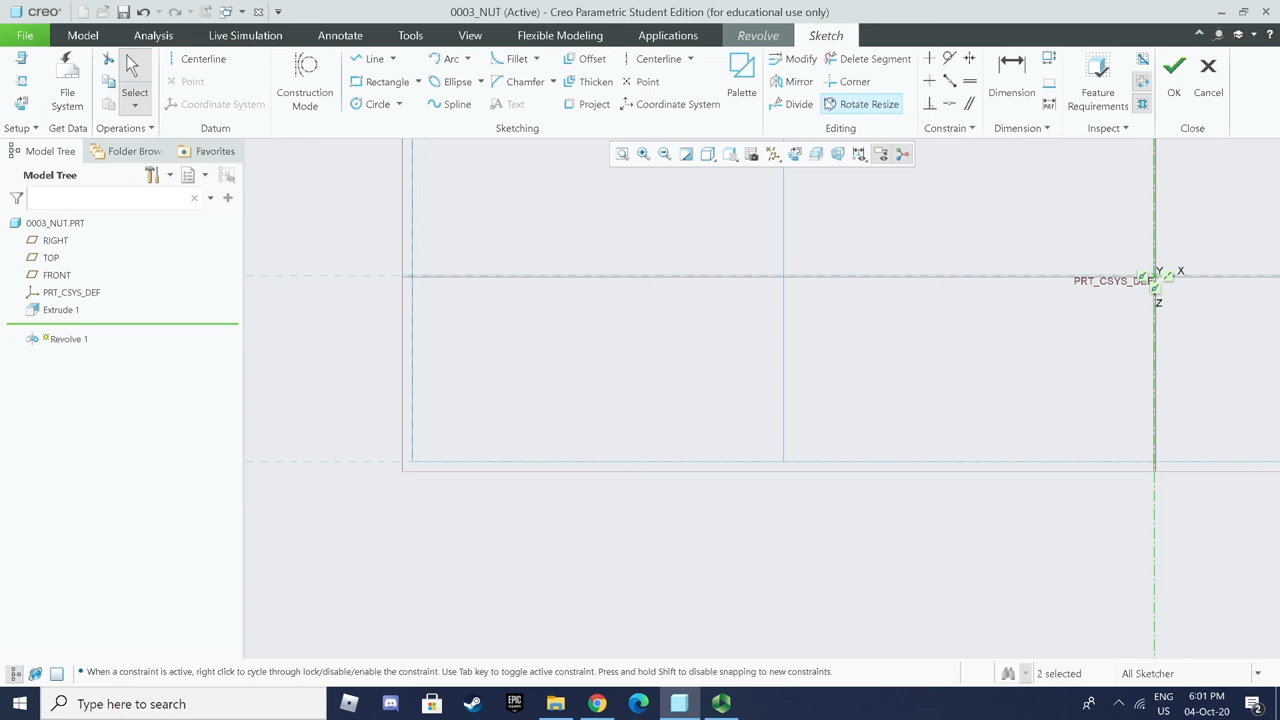 creo
0003_NUT (Active) - Creo Parametric Student Edition (for educational use only)
File Model Analysis Live Simulation Annotate Tools View Flexible Modeling Applications Revolve Sketch
Centerline Line Arc Fillet Offset Centerline Modify Delete Segment
File System Select Point Construction Mode Rectangle Ellipse Chamfer Thicken Point Palette Mirror Corner Dimension REF Feature Requirements OK Cancel
Coordinate System Circle Spline Text Project Coordinate System Divide Rotate Resize
Setup Get Data Operations Datum Sketching Editing Constrain Dimension Inspect Close
Model Tree Folder Brow Favorites
Model Tree
0003_NUT.PRT
RIGHT
TOP
FRONT
PRT_CSYS_DEF
Extrude 1
Revolve 1
Y X
PRT_CSYS_DEF
Z
• When a constraint is active, right click to cycle through lock/disable/enable the constraint. Use Tab key to toggle active constraint. Press and hold Shift to disable snapping to new constraints.
2 selected All Sketcher
Type here to search
EPIC GAMES
ENG US
6:01 PM
04-Oct-20
2